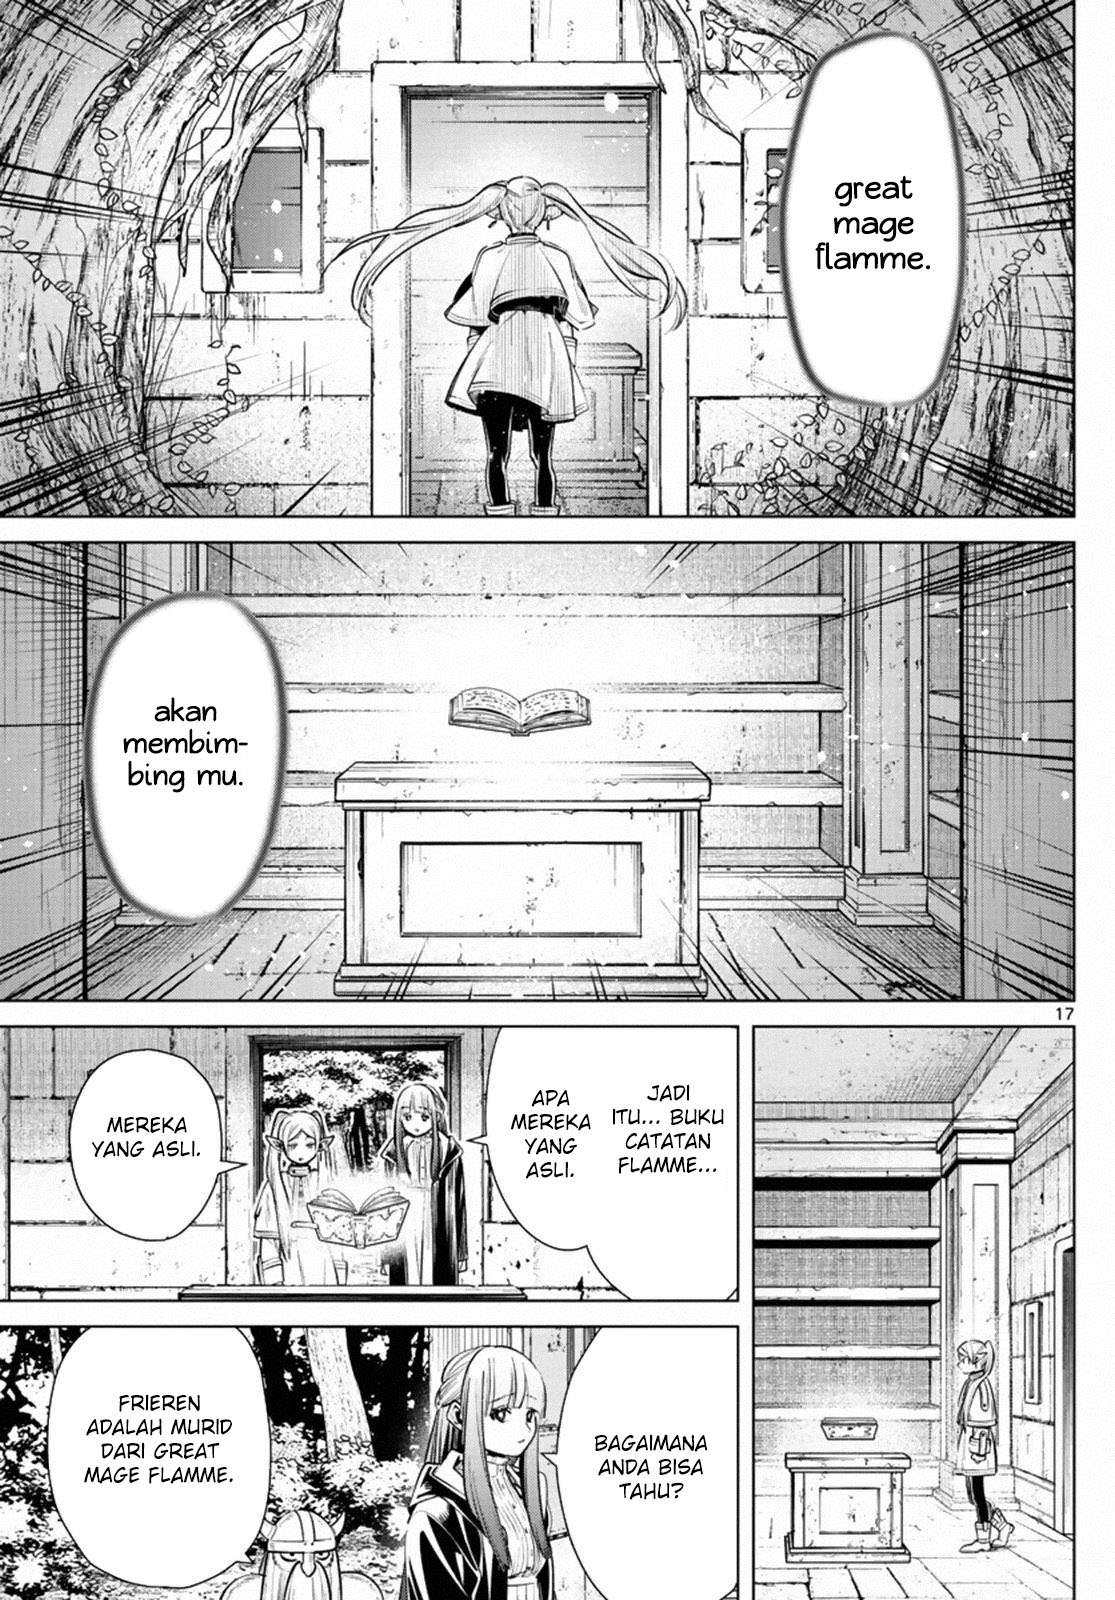 great
mage
flamme.
akan
membim-
bing mu.
17
JADI
ITU... BUKU
CATATAN
FLAMME...
APA
MEREKA
YANG
ASLI.
MEREKA
YANG ASLI.
BAGAIMANA
ANDA BISA
TAHU?
FRIEREN
ADALAH MURID
DARI GREAT
MAGE FLAMME.